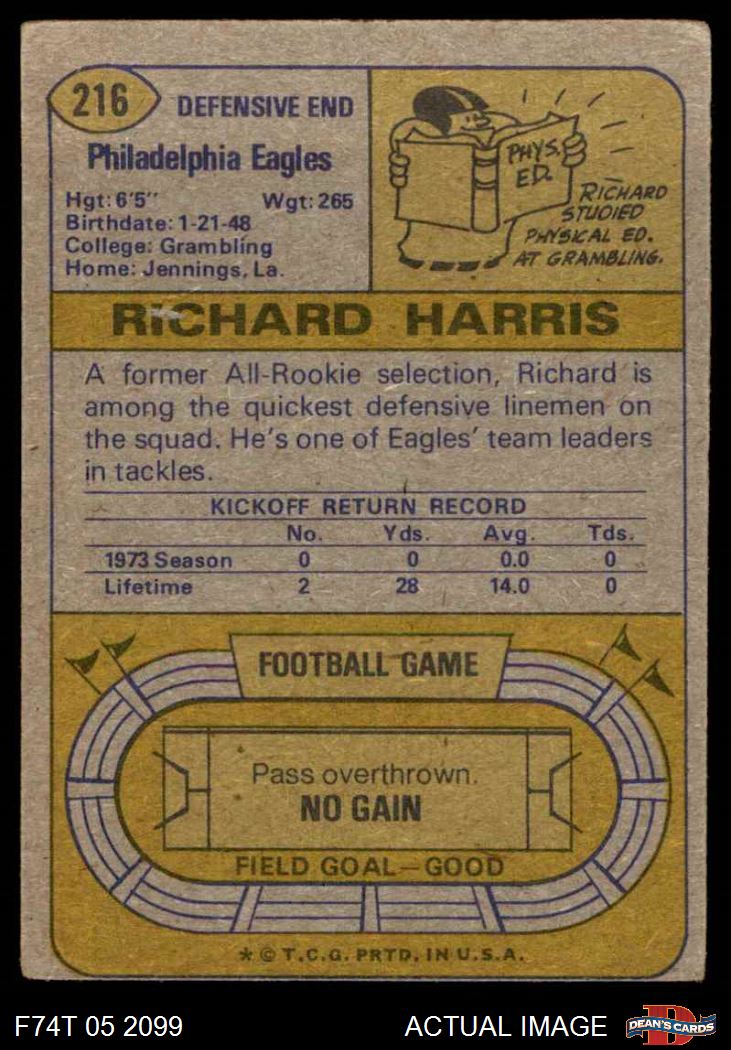 216
DEFENSIVE END
Philadelphia Eagles
Hgt: 6'5" Wgt: 265
Birthdate: 1-21-48
College: Grambling
Home: Jennings, La.
PHYS. ED.
RICHARD
STUDIED
PHYSICAL ED.
AT GRAMBLING.
RICHARD HARRIS
A former All-Rookie selection, Richard is
among the quickest defensive linemen on
the squad. He's one of Eagles' team leaders
in tackles.
KICKOFF RETURN RECORD
No. Yds. Avg. Tds.
1973 Season 0 0 0.0 0
Lifetime 2 28 14.0 0
FOOTBALL GAME
Pass overthrown.
NO GAIN
FIELD GOAL—GOOD
* © T.C.G. PRTD. IN U.S.A.
F74T 05 2099 ACTUAL IMAGE D DEAN'S CARDS